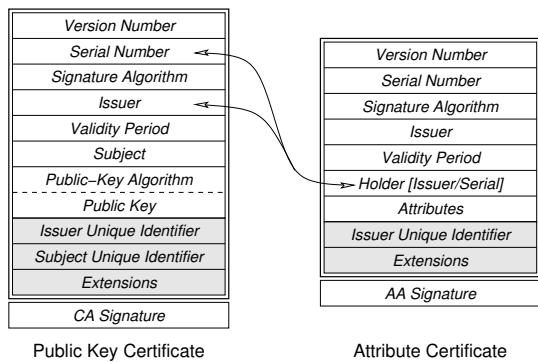 Version Number
Serial Number
Signature Algorithm
Issuer
Validity Period
Subject
Public–Key Algorithm
Public Key
Issuer Unique Identifier
Subject Unique Identifier
Extensions
CA Signature
Public Key Certificate
Version Number
Serial Number
Signature Algorithm
Issuer
Validity Period
Holder [Issuer/Serial]
Attributes
Issuer Unique Identifier
Extensions
AA Signature
Attribute Certificate